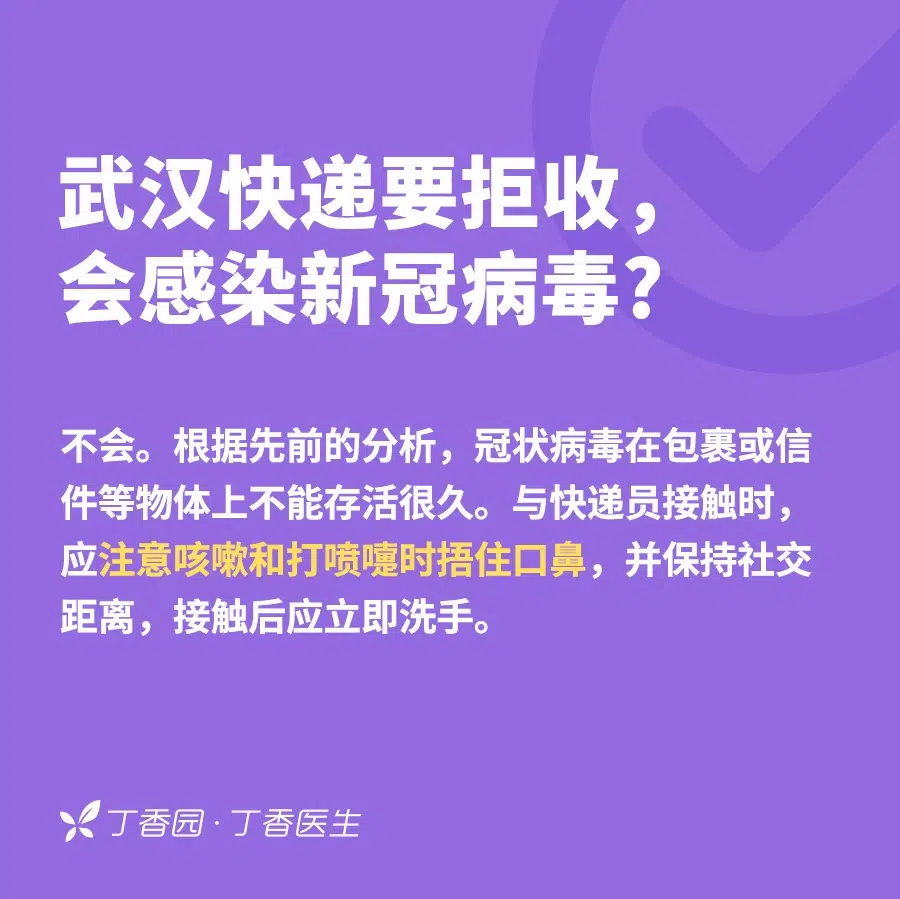 武汉快递要拒收，
会感染新冠病毒？
不会。根据先前的分析，冠状病毒在包裹或信
件等物体上不能存活很久。与快递员接触时，
应注意咳嗽和打喷嚏时捂住口鼻，并保持社交
距离，接触后应立即洗手。
丁香园·丁香医生